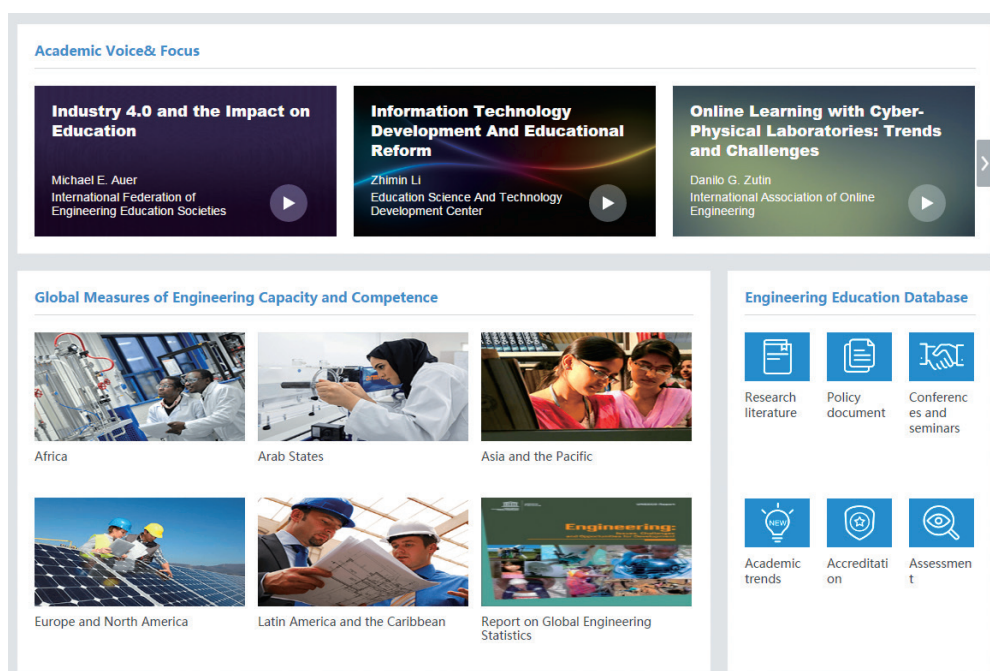 Academic Voice& Focus
Industry 4.0 and the Impact on
Education
Michael E. Auer
International Federation of
Engineering Education Societies
Information Technology
Development And Educational
Reform
Zhimin Li
Education Science And Technology
Development Center
Online Learning with Cyber-
Physical Laboratories: Trends
and Challenges
Danilo G. Zutin
International Association of Online
Engineering
Global Measures of Engineering Capacity and Competence
Africa
Arab States
Asia and the Pacific
Engineering:
Europe and North America
Latin America and the Caribbean
Report on Global Engineering
Statistics
Engineering Education Database
Research
literature
Policy
document
Conferenc
es and
seminars
NEW
Academic
trends
Accreditati
on
Assessmen
t